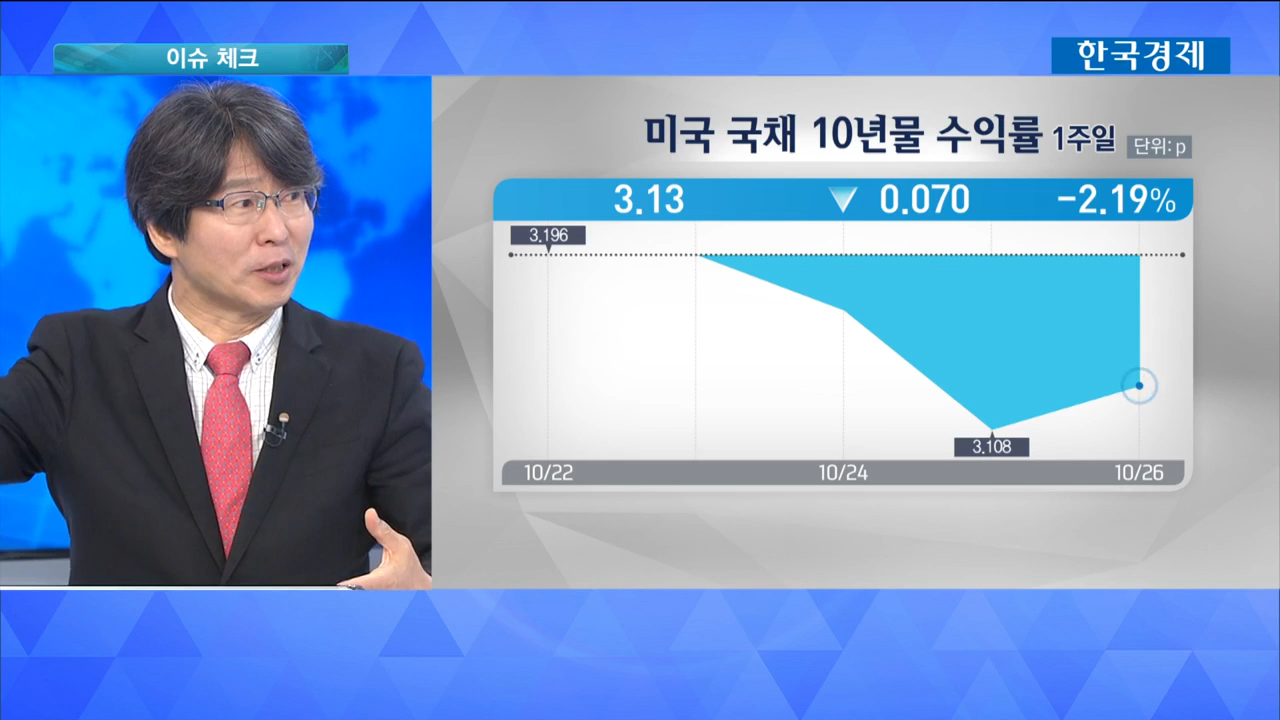 이슈 체크
한국경제
미국 국채 10년물 수익률 1주일 단위: p
3.13 ▼ 0.070 -2.19%
3.196
3.108
10/22 10/24 10/26